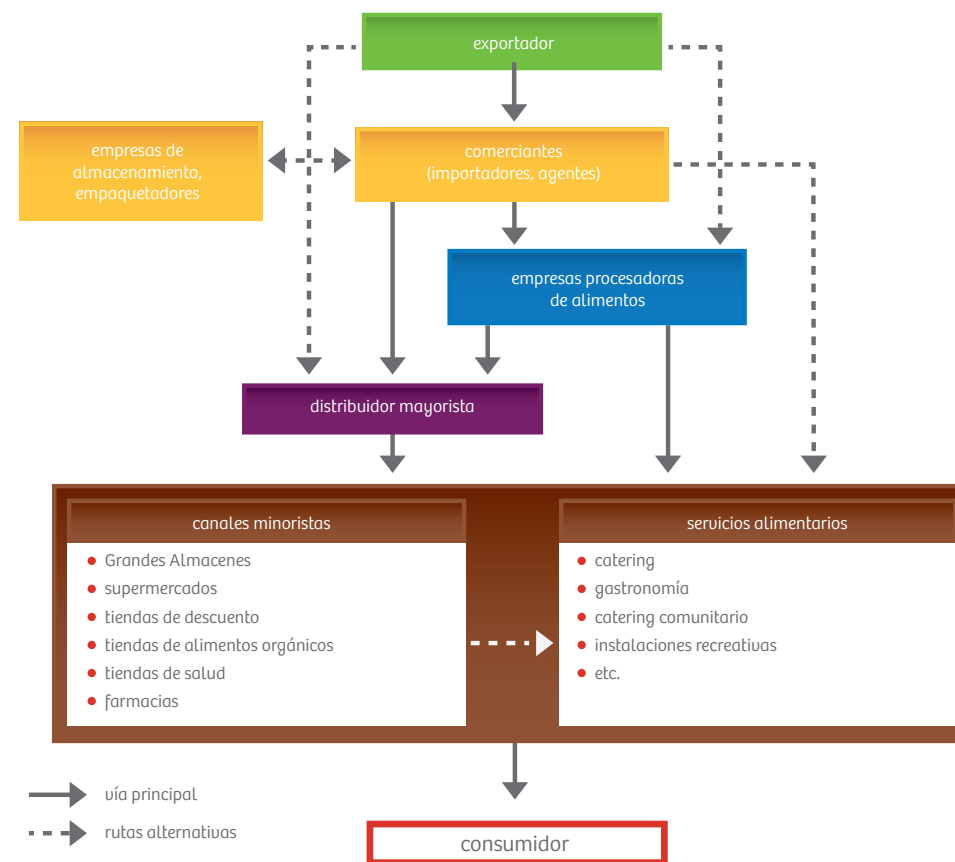 exportador
empresas de
almacenamiento,
empaquetadores
comerciantes
(importadores, agentes)
empresas procesadoras
de alimentos
distribuidor mayorista
canales minoristas
Grandes Almacenes
supermercados
tiendas de descuento
tiendas de alimentos orgánicos
tiendas de salud
farmacias
servicios alimentarios
catering
gastronomía
catering comunitario
instalaciones recreativas
etc.
vía principal
rutas alternativas
consumidor